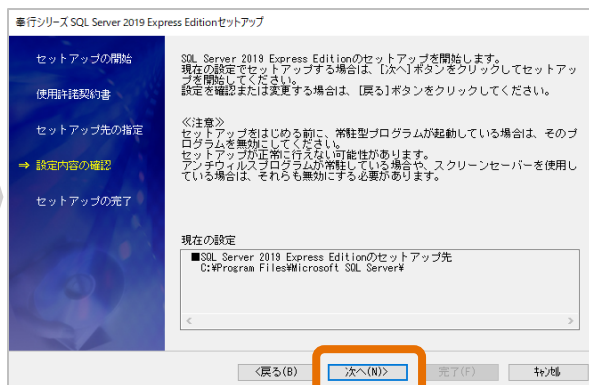 奉行シリーズ SQL Server 2019 Express Editionセットアップ
セットアップの開始
使用許諾契約書
セットアップ先の指定
⇒ 設定内容の確認
セットアップの完了
SQL Server 2019 Express Editionのセットアップを開始します。
現在の設定でセットアップする場合は、[次へ]ボタンをクリックしてセットアッ
プを開始してください。
設定を確認または変更する場合は、[戻る]ボタンをクリックしてください。
≪注意≫
セットアップをはじめる前に、常駐型プログラムが起動している場合は、そのプ
ログラムを無効にしてください。
セットアップが正常に行えない可能性があります。
アンチウィルスプログラムが常駐している場合や、スクリーンセーバーを使用し
ている場合は、それらも無効にする必要があります。
現在の設定
■SQL Server 2019 Express Editionのセットアップ先
C:¥Program Files¥Microsoft SQL Server¥
<戻る(B)
次へ(N)>
完了(F)
ｷｬﾝｾﾙ